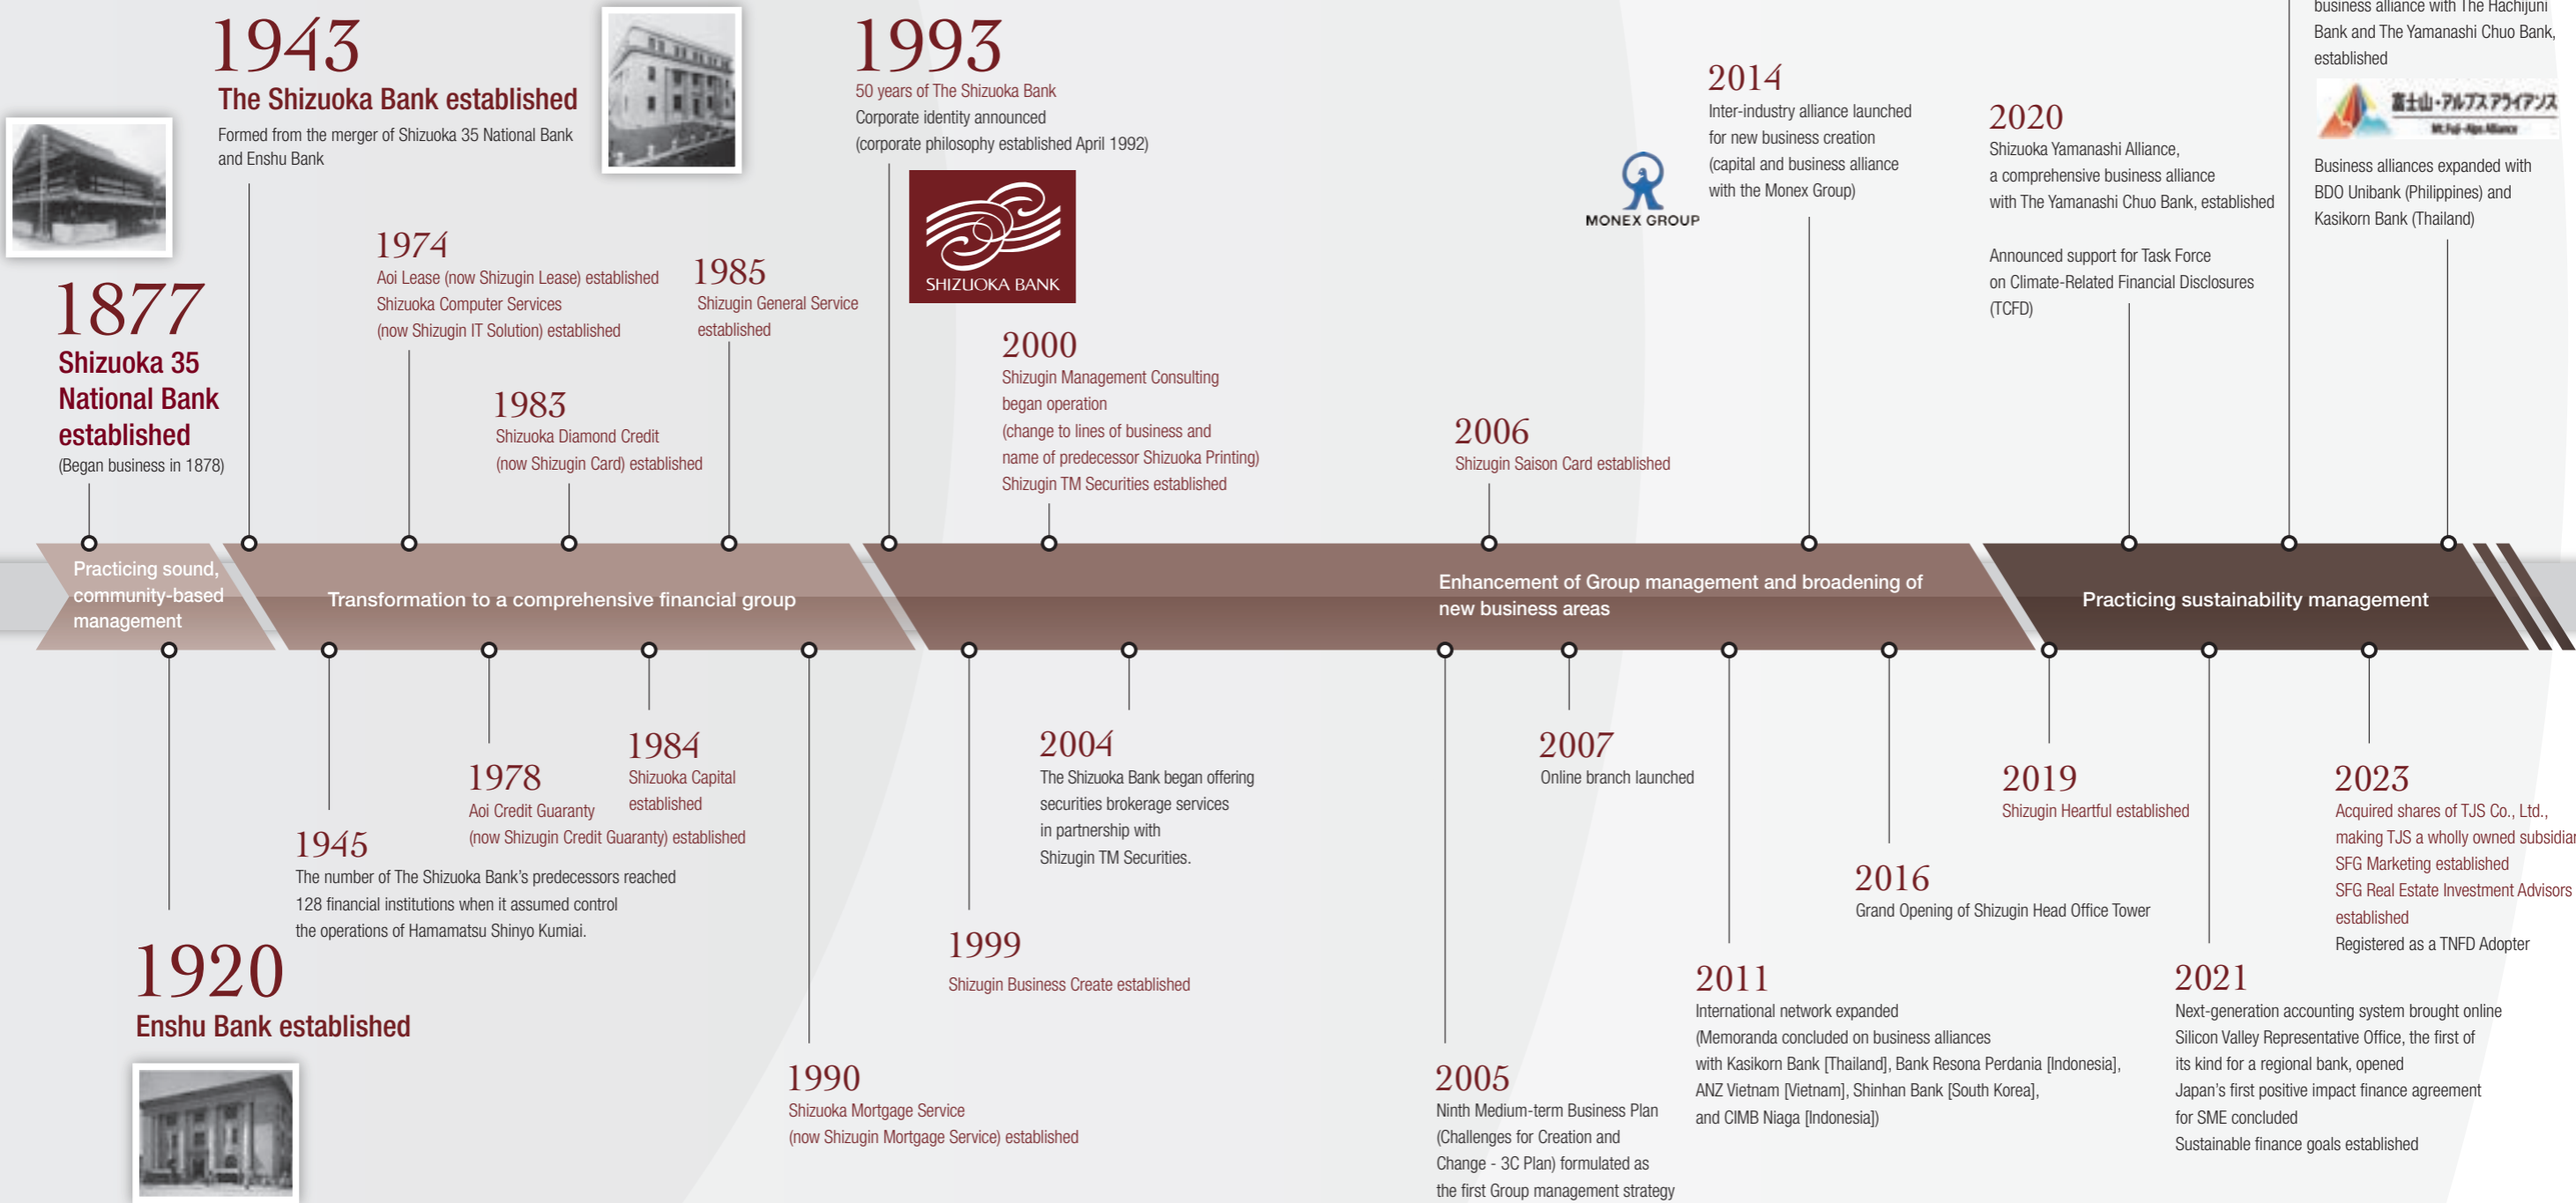 1877
Shizuoka 35
National Bank
established
(Began business in 1878)
1943
The Shizuoka Bank established
Formed from the merger of Shizuoka 35 National Bank
and Enshu Bank
1974
Aoi Lease (now Shizugin Lease) established
Shizuoka Computer Services
(now Shizugin IT Solution) established
1983
Shizuoka Diamond Credit
(now Shizugin Card) established
1985
Shizugin General Service
established
1993
50 years of The Shizuoka Bank
Corporate identity announced
(corporate philosophy established April 1992)
SHIZUOKA BANK
2000
Shizugin Management Consulting
began operation
(change to lines of business and
name of predecessor Shizuoka Printing)
Shizugin TM Securities established
2006
Shizugin Saison Card established
MONEX GROUP
2014
Inter-industry alliance launched
for new business creation
(capital and business alliance
with the Monex Group)
2020
Shizuoka Yamanashi Alliance,
a comprehensive business alliance
with The Yamanashi Chuo Bank, established
Announced support for Task Force
on Climate-Related Financial Disclosures
(TCFD)
business alliance with The Hachijuni
Bank and The Yamanashi Chuo Bank,
established
富士山・アルプス アライアンス
Mt.Fuji-Alps Alliance
Business alliances expanded with
BDO Unibank (Philippines) and
Kasikorn Bank (Thailand)
Practicing sound,
community-based
management
Transformation to a comprehensive financial group
Enhancement of Group management and broadening of
new business areas
Practicing sustainability management
1920
Enshu Bank established
1945
The number of The Shizuoka Bank's predecessors reached
128 financial institutions when it assumed control
the operations of Hamamatsu Shinyo Kumiai.
1978
Aoi Credit Guaranty
(now Shizugin Credit Guaranty) established
1984
Shizuoka Capital
established
1990
Shizuoka Mortgage Service
(now Shizugin Mortgage Service) established
1999
Shizugin Business Create established
2004
The Shizuoka Bank began offering
securities brokerage services
in partnership with
Shizugin TM Securities.
2005
Ninth Medium-term Business Plan
(Challenges for Creation and
Change - 3C Plan) formulated as
the first Group management strategy
2007
Online branch launched
2011
International network expanded
(Memoranda concluded on business alliances
with Kasikorn Bank [Thailand], Bank Resona Perdania [Indonesia],
ANZ Vietnam [Vietnam], Shinhan Bank [South Korea],
and CIMB Niaga [Indonesia])
2016
Grand Opening of Shizugin Head Office Tower
2019
Shizugin Heartful established
2021
Next-generation accounting system brought online
Silicon Valley Representative Office, the first of
its kind for a regional bank, opened
Japan's first positive impact finance agreement
for SME concluded
Sustainable finance goals established
2023
Acquired shares of TJS Co., Ltd.,
making TJS a wholly owned subsidiar
SFG Marketing established
SFG Real Estate Investment Advisors
established
Registered as a TNFD Adopter